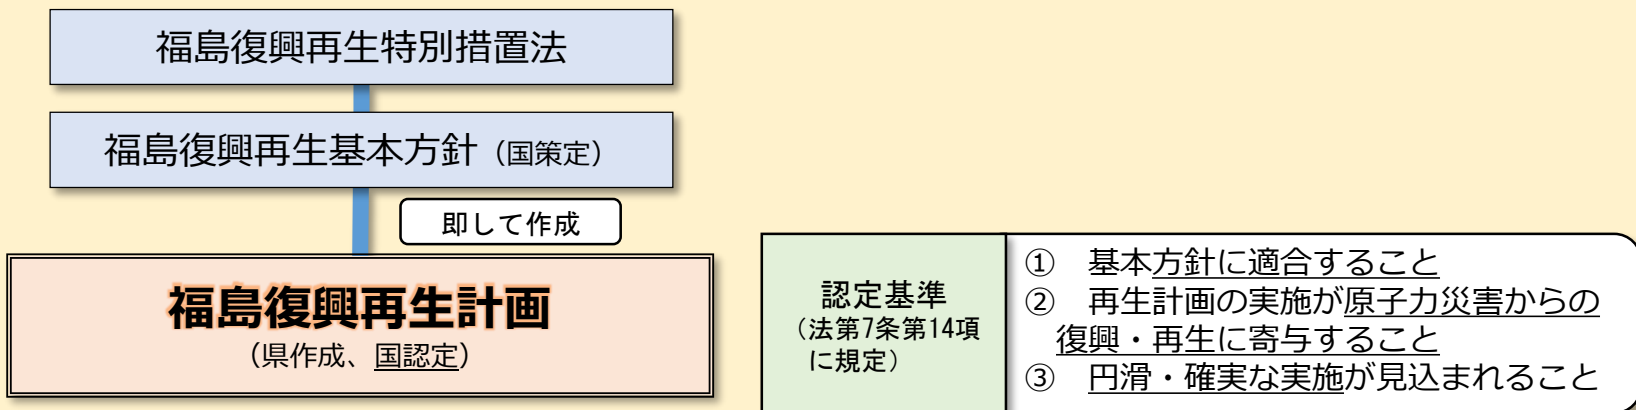 福島復興再生特別措置法
福島復興再生基本方針（国策定）
即して作成
福島復興再生計画
（県作成、国認定）
認定基準
（法第7条第14項
に規定）
①　基本方針に適合すること
②　再生計画の実施が原子力災害からの
復興・再生に寄与すること
③　円滑・確実な実施が見込まれること